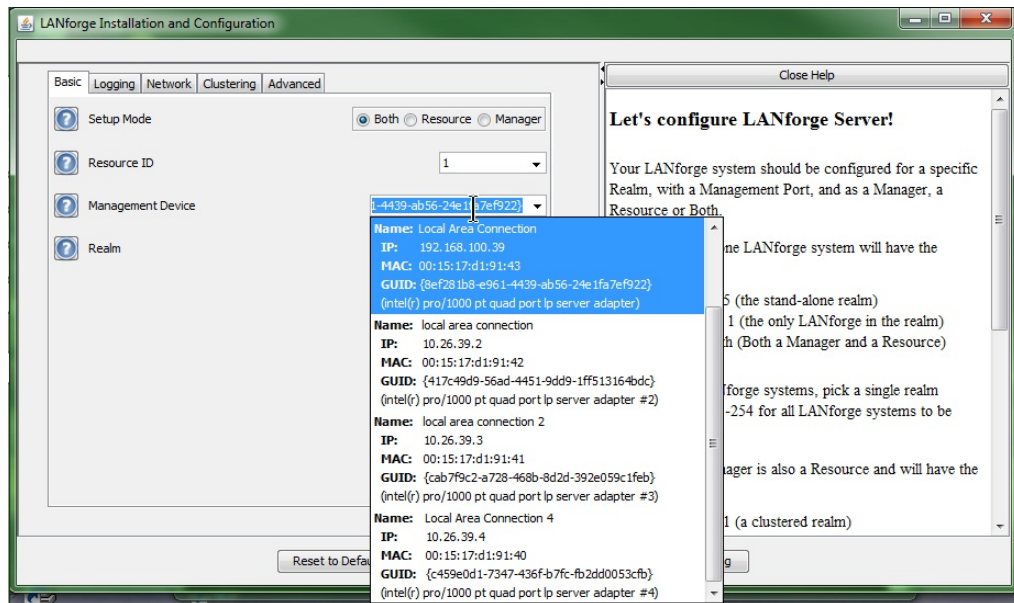 LANforge Installation and Configuration
Basic Logging Network Clustering Advanced
Setup Mode
Both Resource Manager
Resource ID
1
Management Device
1-4439-ab56-24e1fa7ef922}
Realm
Name: Local Area Connection
IP: 192.168.100.39
MAC: 00:15:17:d1:91:43
GUID: {8ef281b8-e961-4439-ab56-24e1fa7ef922}
(intel(r) pro/1000 pt quad port lp server adapter)
Name: local area connection
IP: 10.26.39.2
MAC: 00:15:17:d1:91:42
GUID: {417c49d9-56ad-4451-9dd9-1ff513164bdc}
(intel(r) pro/1000 pt quad port lp server adapter #2)
Name: local area connection 2
IP: 10.26.39.3
MAC: 00:15:17:d1:91:41
GUID: {cab7f9c2-a728-468b-8d2d-392e059c1feb}
(intel(r) pro/1000 pt quad port lp server adapter #3)
Name: Local Area Connection 4
IP: 10.26.39.4
MAC: 00:15:17:d1:91:40
GUID: {c459e0d1-7347-436f-b7fc-fb2dd0053cfb}
(intel(r) pro/1000 pt quad port lp server adapter #4)
Reset to
Close Help
Let's configure LANforge Server!
Your LANforge system should be configured for a specific
Realm, with a Management Port, and as a Manager, a
Resource or Both.
LANforge system will have the
5 (the stand-alone realm)
1 (the only LANforge in the realm)
(Both a Manager and a Resource)
systems, pick a single realm
-254 for all LANforge systems to be
is also a Resource and will have the
1 (a clustered realm)